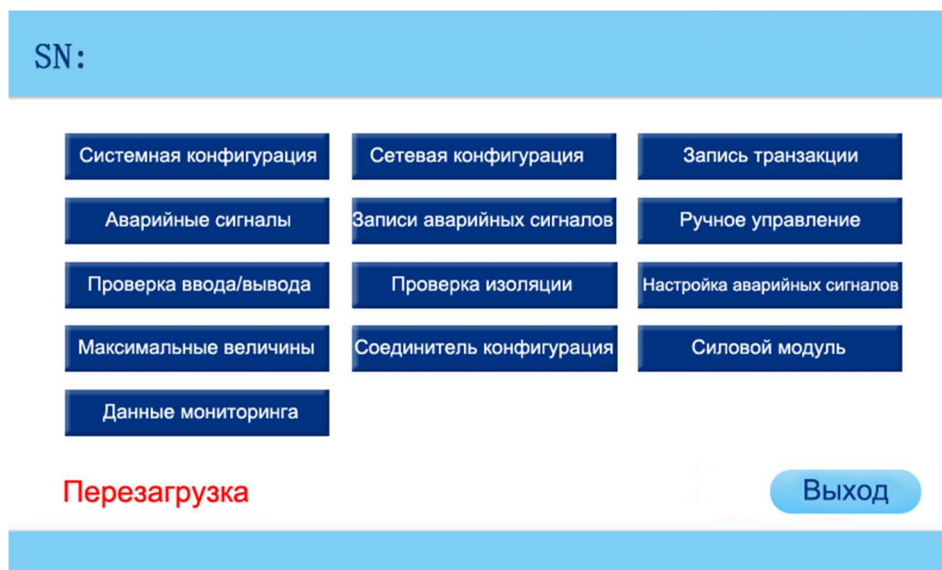 SN:
Системная конфигурация
Сетевая конфигурация
Запись транзакции
Аварийные сигналы
Записи аварийных сигналов
Ручное управление
Проверка ввода/вывода
Проверка изоляции
Настройка аварийных сигналов
Максимальные величины
Соединитель конфигурация
Силовой модуль
Данные мониторинга
Перезагрузка
Выход